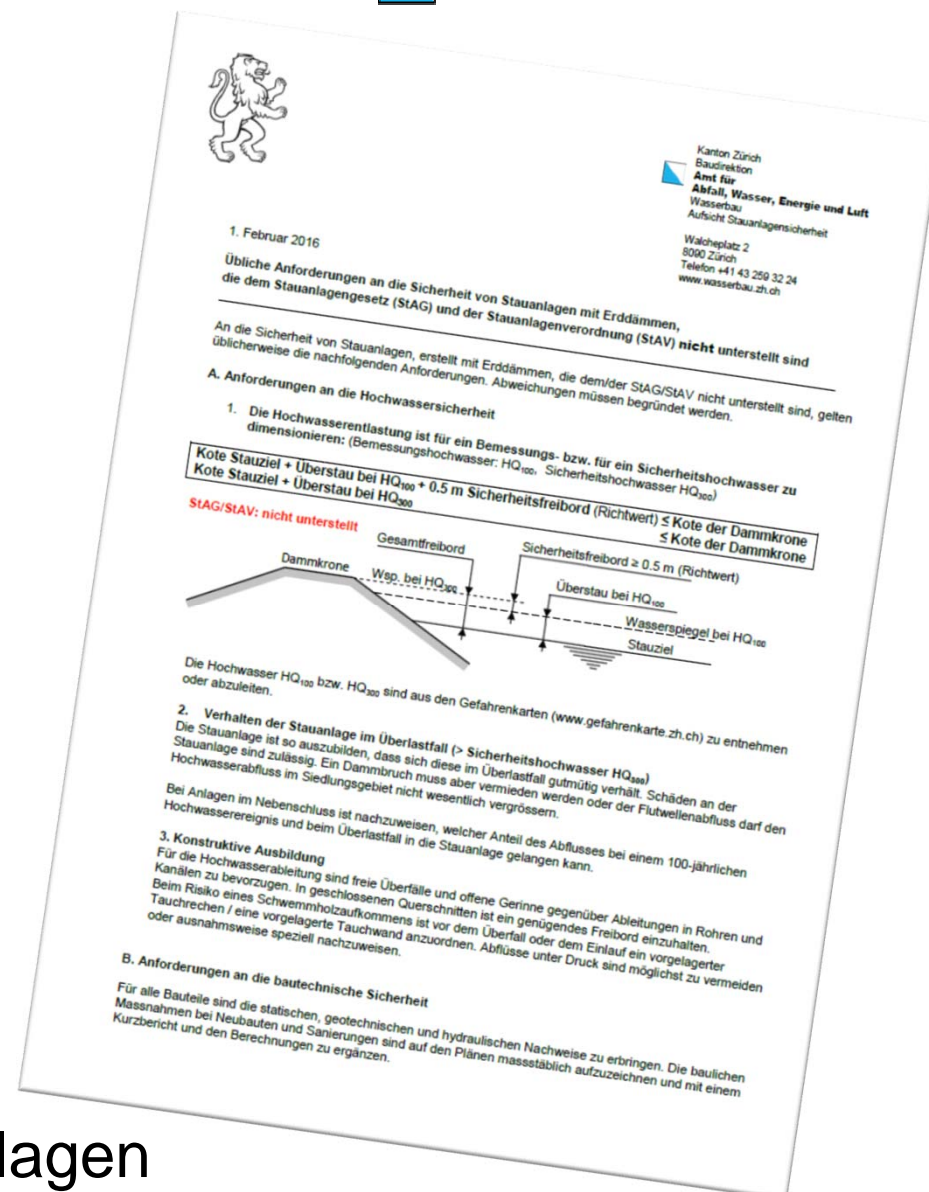 Kanton Zürich
Baudirektion
Amt für
Abfall, Wasser, Energie und Luft
Wasserbau
Aufsicht Stauanlagensicherheit
Walcheplatz 2
8090 Zürich
Telefon +41 43 259 32 24
www.wasserbau.zh.ch
1. Februar 2016
Übliche Anforderungen an die Sicherheit von Stauanlagen mit Erddämmen,
die dem Stauanlagengesetz (StAG) und der Stauanlagenverordnung (StAV) nicht unterstellt sind
An die Sicherheit von Stauanlagen, erstellt mit Erddämmen, die dem/der StAG/StAV nicht unterstellt sind, gelten
üblicherweise die nachfolgenden Anforderungen. Abweichungen müssen begründet werden.
A. Anforderungen an die Hochwassersicherheit
1. Die Hochwasserentlastung ist für ein Bemessungs- bzw. für ein Sicherheitshochwasser zu
dimensionieren: (Bemessungshochwasser: HQ₁₀₀, Sicherheitshochwasser HQ₃₀₀)
Kote Stauziel + Überstau bei HQ₁₀₀ + 0.5 m Sicherheitsfreibord (Richtwert) ≤ Kote der Dammkrone
Kote Stauziel + Überstau bei HQ₃₀₀ ≤ Kote der Dammkrone
StAG/StAV: nicht unterstellt
Gesamtfreibord
Sicherheitsfreibord ≥ 0.5 m (Richtwert)
Dammkrone
Wsp. bei HQ₃₀₀
Überstau bei HQ₁₀₀
Wasserspiegel bei HQ₁₀₀
Stauziel
Die Hochwasser HQ₁₀₀ bzw. HQ₃₀₀ sind aus den Gefahrenkarten (www.gefahrenkarte.zh.ch) zu entnehmen
oder abzuleiten.
2. Verhalten der Stauanlage im Überlastfall (> Sicherheitshochwasser HQ₃₀₀)
Die Stauanlage ist so auszubilden, dass sich diese im Überlastfall gutmütig verhält. Schäden an der
Stauanlage sind zulässig. Ein Dammbruch muss aber vermieden werden oder der Flutwellenabfluss darf den
Hochwasserabfluss im Siedlungsgebiet nicht wesentlich vergrössern.
Bei Anlagen im Nebenschluss ist nachzuweisen, welcher Anteil des Abflusses bei einem 100-jährlichen
Hochwasserereignis und beim Überlastfall in die Stauanlage gelangen kann.
3. Konstruktive Ausbildung
Für die Hochwasserableitung sind freie Überfälle und offene Gerinne gegenüber Ableitungen in Rohren und
Kanälen zu bevorzugen. In geschlossenen Querschnitten ist ein genügendes Freibord einzuhalten.
Beim Risiko eines Schwemmholzaufkommens ist vor dem Überfall oder dem Einlauf ein vorgelagerter
Tauchrechen / eine vorgelagerte Tauchwand anzuordnen. Abflüsse unter Druck sind möglichst zu vermeiden
oder ausnahmsweise speziell nachzuweisen.
B. Anforderungen an die bautechnische Sicherheit
Für alle Bauteile sind die statischen, geotechnischen und hydraulischen Nachweise zu erbringen. Die baulichen
Massnahmen bei Neubauten und Sanierungen sind auf den Plänen massstäblich aufzuzeichnen und mit einem
Kurzbericht und den Berechnungen zu ergänzen.
lagen